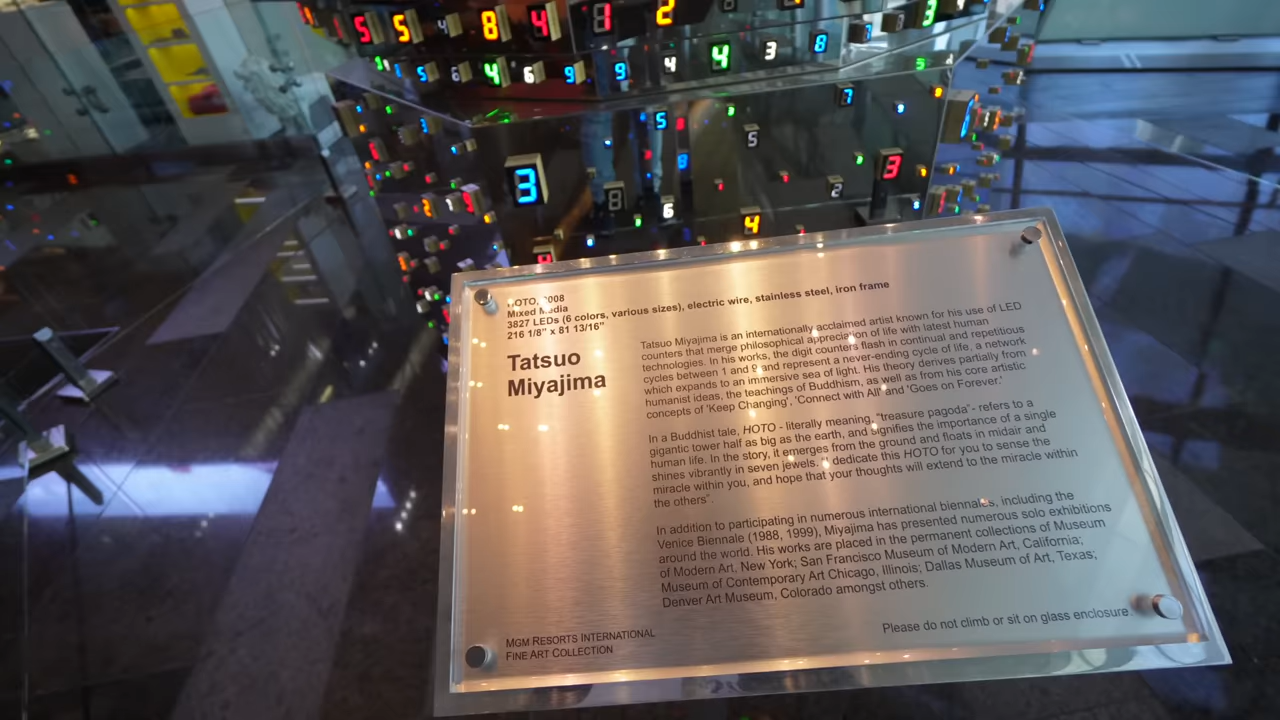 HOTO, 2008
Mixed Media
3827 LEDs (6 colors, various sizes), electric wire, stainless steel, iron frame
216 1/8" x 81 13/16"
Tatsuo
Miyajima
Tatsuo Miyajima is an internationally acclaimed artist known for his use of LED
counters that merge philosophical appreciation of life with latest human
technologies. In his works, the digit counters flash in continual and repetitious
cycles between 1 and 9 and represent a never-ending cycle of life, a network
which expands to an immersive sea of light. His theory derives partially from
humanist ideas, the teachings of Buddhism, as well as from his core artistic
concepts of 'Keep Changing', 'Connect with All' and 'Goes on Forever.'
In a Buddhist tale, HOTO - literally meaning, "treasure pagoda" - refers to a
gigantic tower half as big as the earth, and signifies the importance of a single
human life. In the story, it emerges from the ground and floats in midair and
shines vibrantly in seven jewels. "I dedicate this HOTO for you to sense the
miracle within you, and hope that your thoughts will extend to the miracle within
the others".
In addition to participating in numerous international biennales, including the
Venice Biennale (1988, 1999), Miyajima has presented numerous solo exhibitions
around the world. His works are placed in the permanent collections of Museum
of Modern Art, New York; San Francisco Museum of Modern Art, California;
Museum of Contemporary Art Chicago, Illinois; Dallas Museum of Art, Texas;
Denver Art Museum, Colorado amongst others.
Please do not climb or sit on glass enclosure
MGM RESORTS INTERNATIONAL
FINE ART COLLECTION